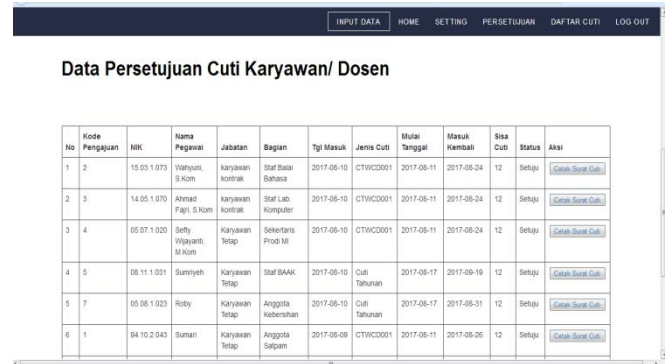 INPUT DATA HOME SETTING PERSETUJUAN DAFTAR CUTI LOG OUT
Data Persetujuan Cuti Karyawan/ Dosen
No Kode Pengajuan NIK Nama Pegawai Jabatan Bagian Tgl Masuk Jenis Cuti Mulai Tanggal Masuk Kembali Sisa Cuti Status Aksi
1 2 15.03.1.073 Wahyuni, S.Kom karyawan kontrak Staf Balai Bahasa 2017-08-10 CTWCD001 2017-08-11 2017-08-24 12 Setuju Cetak Surat Cuti
2 3 14.05.1.070 Ahmad Fajri, S.Kom karyawan kontrak Staf Lab. Komputer 2017-08-10 CTWCD001 2017-08-11 2017-08-24 12 Setuju Cetak Surat Cuti
3 4 05.07.1.020 Sefty Wijayanti, M.Kom Karyawan Tetap Sekertaris Prodi MI 2017-08-10 CTWCD001 2017-08-11 2017-08-24 12 Setuju Cetak Surat Cuti
4 5 08.11.1.031 Sumriyeh Karyawan Tetap Staf BAAK 2017-08-10 Cuti Tahunan 2017-08-17 2017-09-19 12 Setuju Cetak Surat Cuti
5 7 05.08.1.023 Roby Karyawan Tetap Anggota Kebersihan 2017-08-10 Cuti Tahunan 2017-08-17 2017-08-31 12 Setuju Cetak Surat Cuti
6 1 94.10.2.043 Sumari Karyawan Tetap Anggota Satpam 2017-08-09 CTWCD001 2017-08-11 2017-08-26 12 Setuju Cetak Surat Cuti